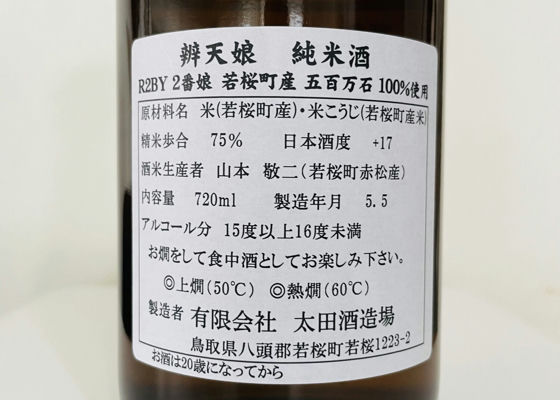 辨天娘 純米酒
R2BY 2番娘 若桜町産 五百万石 100%使用
原材料名 米(若桜町産)・米こうじ(若桜町産米)
精米歩合 75% 日本酒度 +17
酒米生産者 山本 敬二(若桜町赤松産)
内容量 720ml 製造年月 5.5
アルコール分 15度以上16度未満
お燗をして食中酒としてお楽しみ下さい。
◎上燗(50℃) ◎熱燗(60℃)
製造者 有限会社 太田酒造場
鳥取県八頭郡若桜町若桜1223-2
お酒は20歳になってから